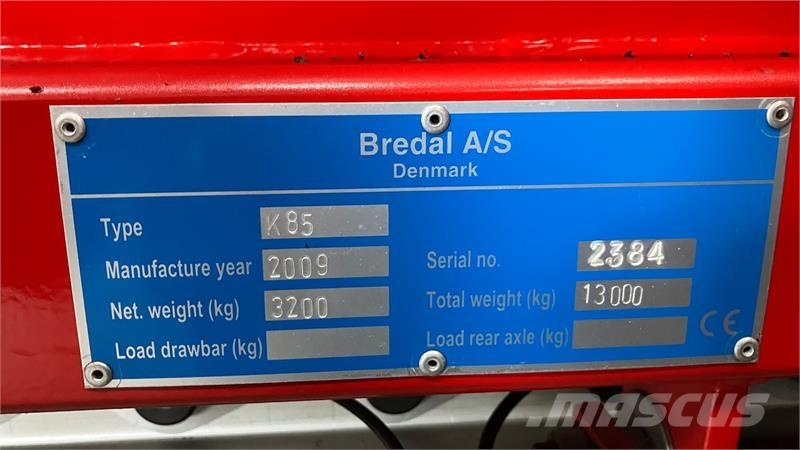 Bredal A/S
Denmark
Type K85
Manufacture year 2009 Serial no. 2384
Net. weight (kg) 3200 Total weight (kg) 13000
Load drawbar (kg) Load rear axle (kg) CE
MASCUS